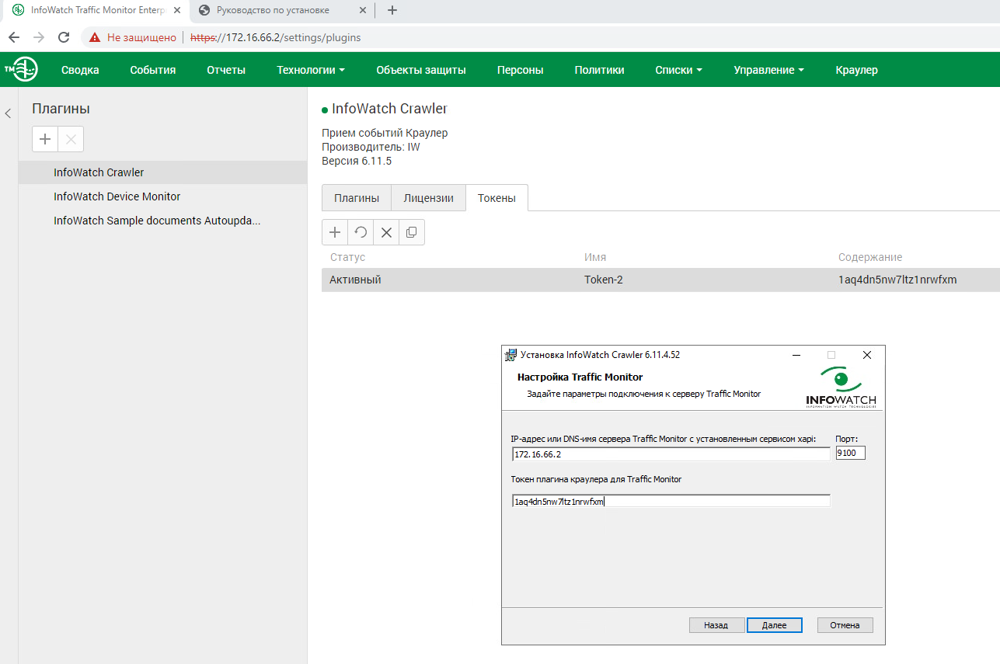 InfoWatch Traffic Monitor Enterp
Руководство по установке
Не защищено
https://172.16.66.2/settings/plugins
TM
Сводка
События
Отчеты
Технологии
Объекты защиты
Персоны
Политики
Списки
Управление
Краулер
Плагины
InfoWatch Crawler
InfoWatch Device Monitor
InfoWatch Sample documents Autoupda...
InfoWatch Crawler
Прием событий Краулер
Производитель: IW
Версия 6.11.5
Плагины
Лицензии
Токены
Статус
Имя
Содержание
Активный
Token-2
1aq4dn5nw7ltz1nrwfxm
Установка InfoWatch Crawler 6.11.4.52
Настройка Traffic Monitor
Задайте параметры подключения к серверу Traffic Monitor
INFOWATCH
INFORMATION WATCH TECHNOLOGIES
IP-адрес или DNS-имя сервера Traffic Monitor с установленным сервисом xapi:
Порт:
172.16.66.2
9100
Токен плагина краулера для Traffic Monitor
1aq4dn5nw7ltz1nrwfxm
Назад
Далее
Отмена